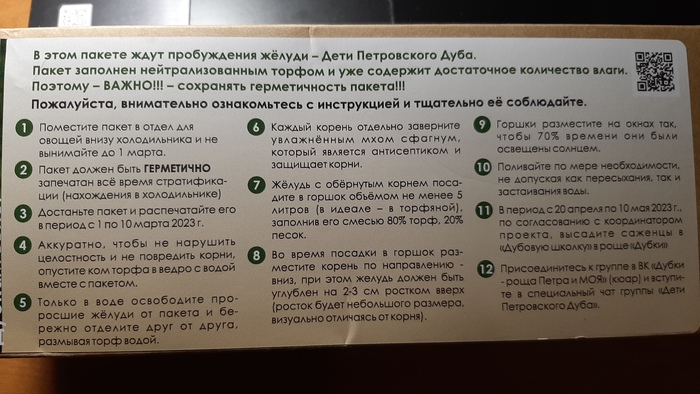 В этом пакете ждут пробуждения жёлуди – Дети Петровского Дуба.
Пакет заполнен нейтрализованным торфом и уже содержит достаточное количество влаги.
Поэтому – ВАЖНО!!! – сохранять герметичность пакета!!!
Пожалуйста, внимательно ознакомьтесь с инструкцией и тщательно её соблюдайте.
1 Поместите пакет в отдел для
овощей внизу холодильника и не
вынимайте до 1 марта.
2 Пакет должен быть ГЕРМЕТИЧНО
запечатан всё время стратифика-
ции (нахождения в холодильнике)
3 Достаньте пакет и распечатайте его
в период с 1 по 10 марта 2023 г.
4 Аккуратно, чтобы не нарушить
целостность и не повредить корни,
опустите ком торфа в ведро с водой
вместе с пакетом.
5 Только в воде освободите про-
росшие жёлуди от пакета и бе-
режно отделите друг от друга,
размывая торф водой.
6 Каждый корень отдельно заверните
увлажнённым мхом сфагнум,
который является антисептиком и
защищает корни.
7 Жёлудь с обёрнутым корнем поса-
дите в горшок объёмом не менее 5
литров (в идеале – в торфяной),
заполнив его смесью 80% торф, 20%
песок.
8 Во время посадки в горшок раз-
местите корень по направлению -
вниз, при этом желудь должен быть
углублен на 2-3 см ростком вверх
(росток будет небольшого размера,
визуально отличаясь от корня).
9 Горшки разместите на окнах так,
чтобы 70% времени они были
освещены солнцем.
10 Поливайте по мере необходимости,
не допуская как пересыхания, так и
застаивания воды.
11 В период с 20 апреля по 10 мая 2023 г.,
по согласованию с координатором
проекта, высадите саженцы в
«Дубовую школку» в роще «Дубки»
12 Присоединитесь к группе в ВК «Дубки
- роща Петра и МОЯ» (кюар) и вступи-
те в специальный чат группы «Дети
Петровского Дуба».